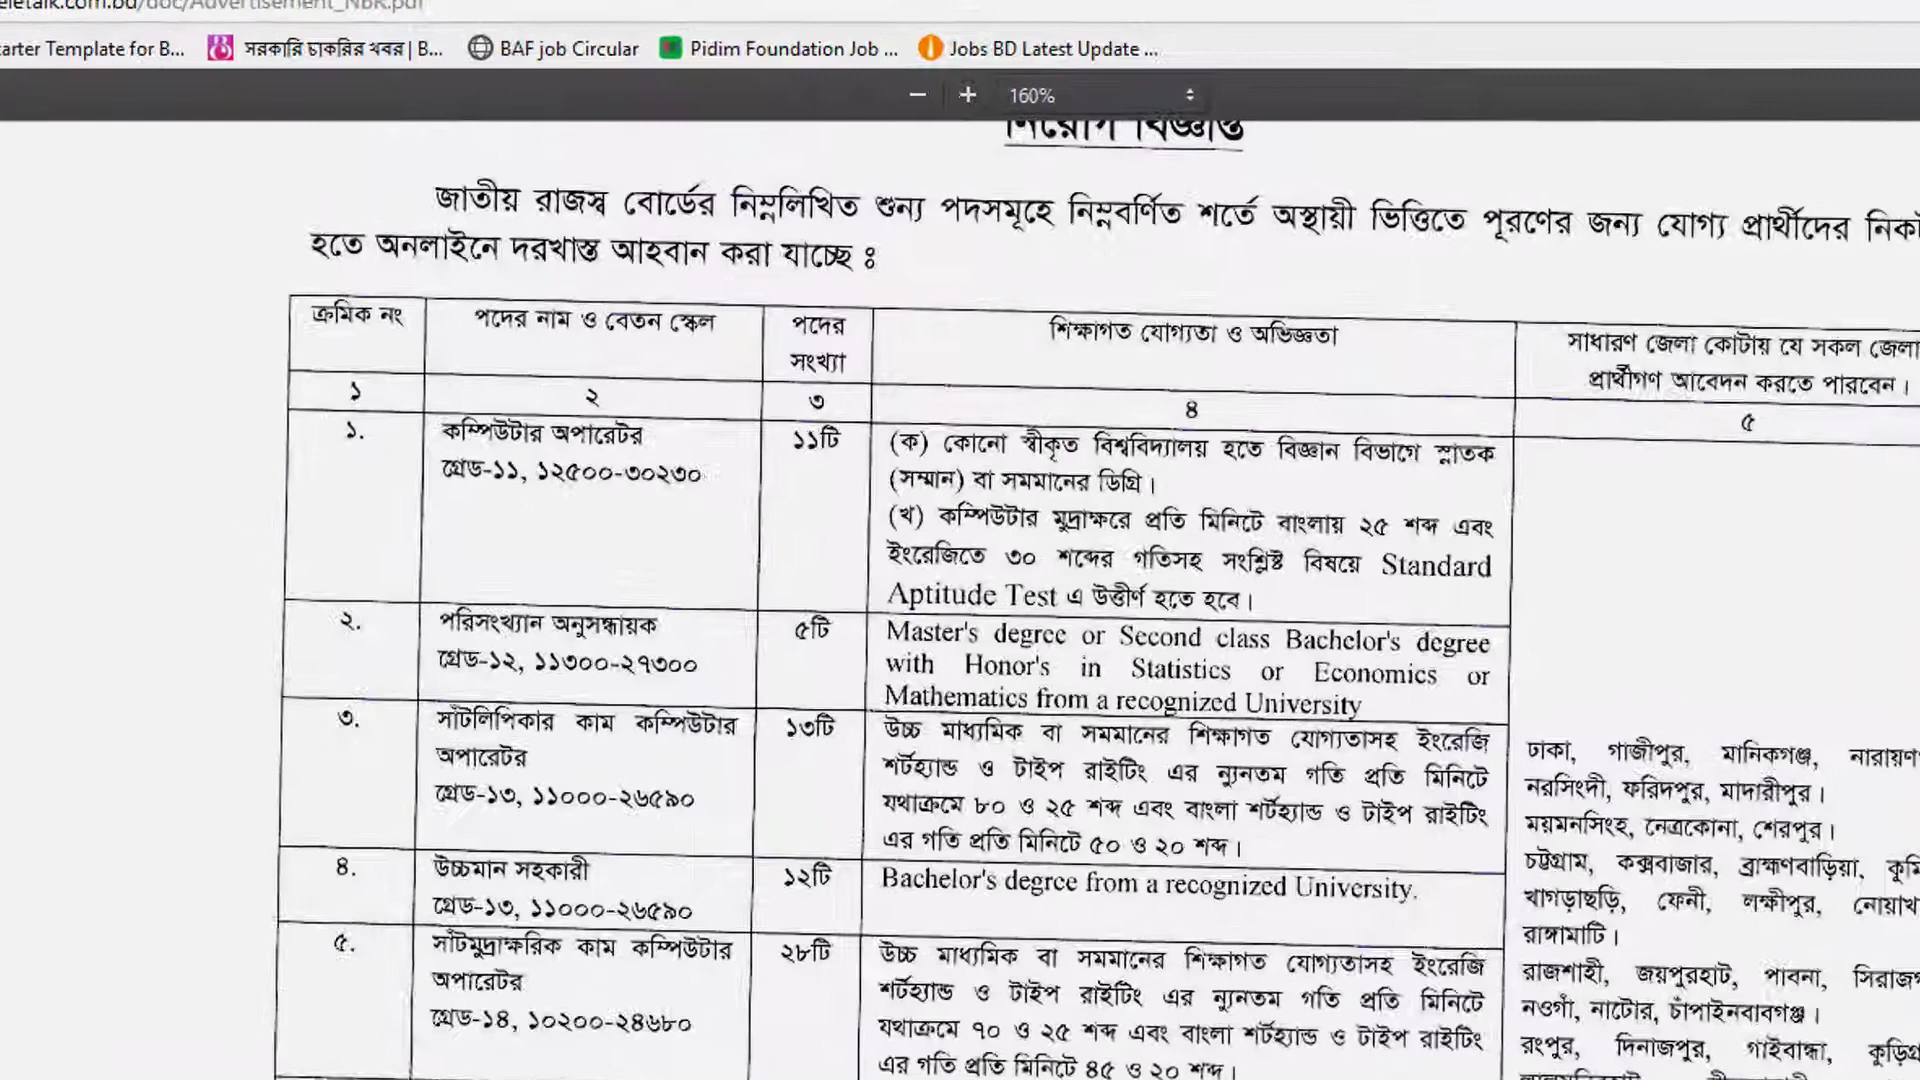 eletalk.com.bd/doc/Advertisement_NBR.pdf
arter Template for B... সরকারি চাকরির খবর | B... BAF job Circular Pidim Foundation Job ... Jobs BD Latest Update ...
− + 160%
নিয়োগ বিজ্ঞপ্তি
জাতীয় রাজস্ব বোর্ডের নিম্নলিখিত শুন্য পদসমূহে নিম্নবর্ণিত শর্তে অস্থায়ী ভিত্তিতে পূরণের জন্য যোগ্য প্রার্থীদের
হতে অনলাইনে দরখাস্ত আহবান করা যাচ্ছে ঃ
ক্রমিক নং পদের নাম ও বেতন স্কেল পদের সংখ্যা শিক্ষাগত যোগ্যতা ও অভিজ্ঞতা সাধারণ জেলা কোটায় যে সকল জেলা
প্রার্থীগণ আবেদন করতে পারবেন।
১ ২ ৩ ৪ ৫
১. কম্পিউটার অপারেটর ১১টি (ক) কোনো স্বীকৃত বিশ্ববিদ্যালয় হতে বিজ্ঞান বিভাগে স্নাতক
গ্রেড-১১, ১২৫০০-৩০২৩০ (সম্মান) বা সমমানের ডিগ্রি।
(খ) কম্পিউটার মুদ্রাক্ষরে প্রতি মিনিটে বাংলায় ২৫ শব্দ এবং
ইংরেজিতে ৩০ শব্দের গতিসহ সংশ্লিষ্ট বিষয়ে Standard
Aptitude Test এ উত্তীর্ণ হতে হবে।
২. পরিসংখ্যান অনুসন্ধায়ক ৫টি Master's degree or Second class Bachelor's degree
গ্রেড-১২, ১১৩০০-২৭৩০০ with Honor's in Statistics or Economics or
Mathematics from a recognized University
৩. সাঁটলিপিকার কাম কম্পিউটার ১৩টি উচ্চ মাধ্যমিক বা সমমানের শিক্ষাগত যোগ্যতাসহ ইংরেজি
অপারেটর শর্টহ্যান্ড ও টাইপ রাইটিং এর ন্যুনতম গতি প্রতি মিনিটে
গ্রেড-১৩, ১১০০০-২৬৫৯০ যথাক্রমে ৮০ ও ২৫ শব্দ এবং বাংলা শর্টহ্যান্ড ও টাইপ রাইটিং
এর গতি প্রতি মিনিটে ৫০ ও ২০ শব্দ।
৪. উচ্চমান সহকারী ১২টি Bachelor's degree from a recognized University.
গ্রেড-১৩, ১১০০০-২৬৫৯০
৫. সাঁটমুদ্রাক্ষরিক কাম কম্পিউটার ২৮টি উচ্চ মাধ্যমিক বা সমমানের শিক্ষাগত যোগ্যতাসহ ইংরেজি
অপারেটর শর্টহ্যান্ড ও টাইপ রাইটিং এর ন্যুনতম গতি প্রতি মিনিটে
গ্রেড-১৪, ১০২০০-২৪৬৮০ যথাক্রমে ৭০ ও ২৫ শব্দ এবং বাংলা শর্টহ্যান্ড ও টাইপ রাইটিং
এর গতি প্রতি মিনিটে ৪৫ ও ২০ শব্দ।
ঢাকা, গাজীপুর, মানিকগঞ্জ, নারায়ণ
নরসিংদী, ফরিদপুর, মাদারীপুর।
ময়মনসিংহ, নেত্রকোনা, শেরপুর।
চট্টগ্রাম, কক্সবাজার, ব্রাহ্মণবাড়িয়া, কুমি
খাগড়াছড়ি, ফেনী, লক্ষীপুর, নোয়াখ
রাঙ্গামাটি।
রাজশাহী, জয়পুরহাট, পাবনা, সিরাজগ
নওগাঁ, নাটোর, চাঁপাইনবাবগঞ্জ।
রংপুর, দিনাজপুর, গাইবান্ধা, কুড়িগ্র